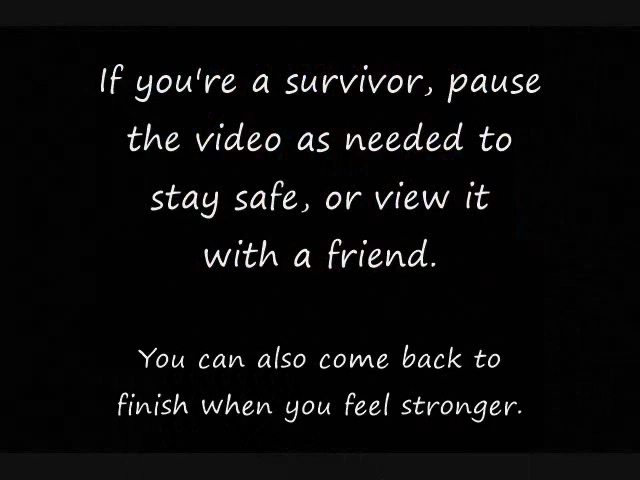 If you're a survivor, pause
the video as needed to
stay safe, or view it
with a friend.
You can also come back to
finish when you feel stronger.